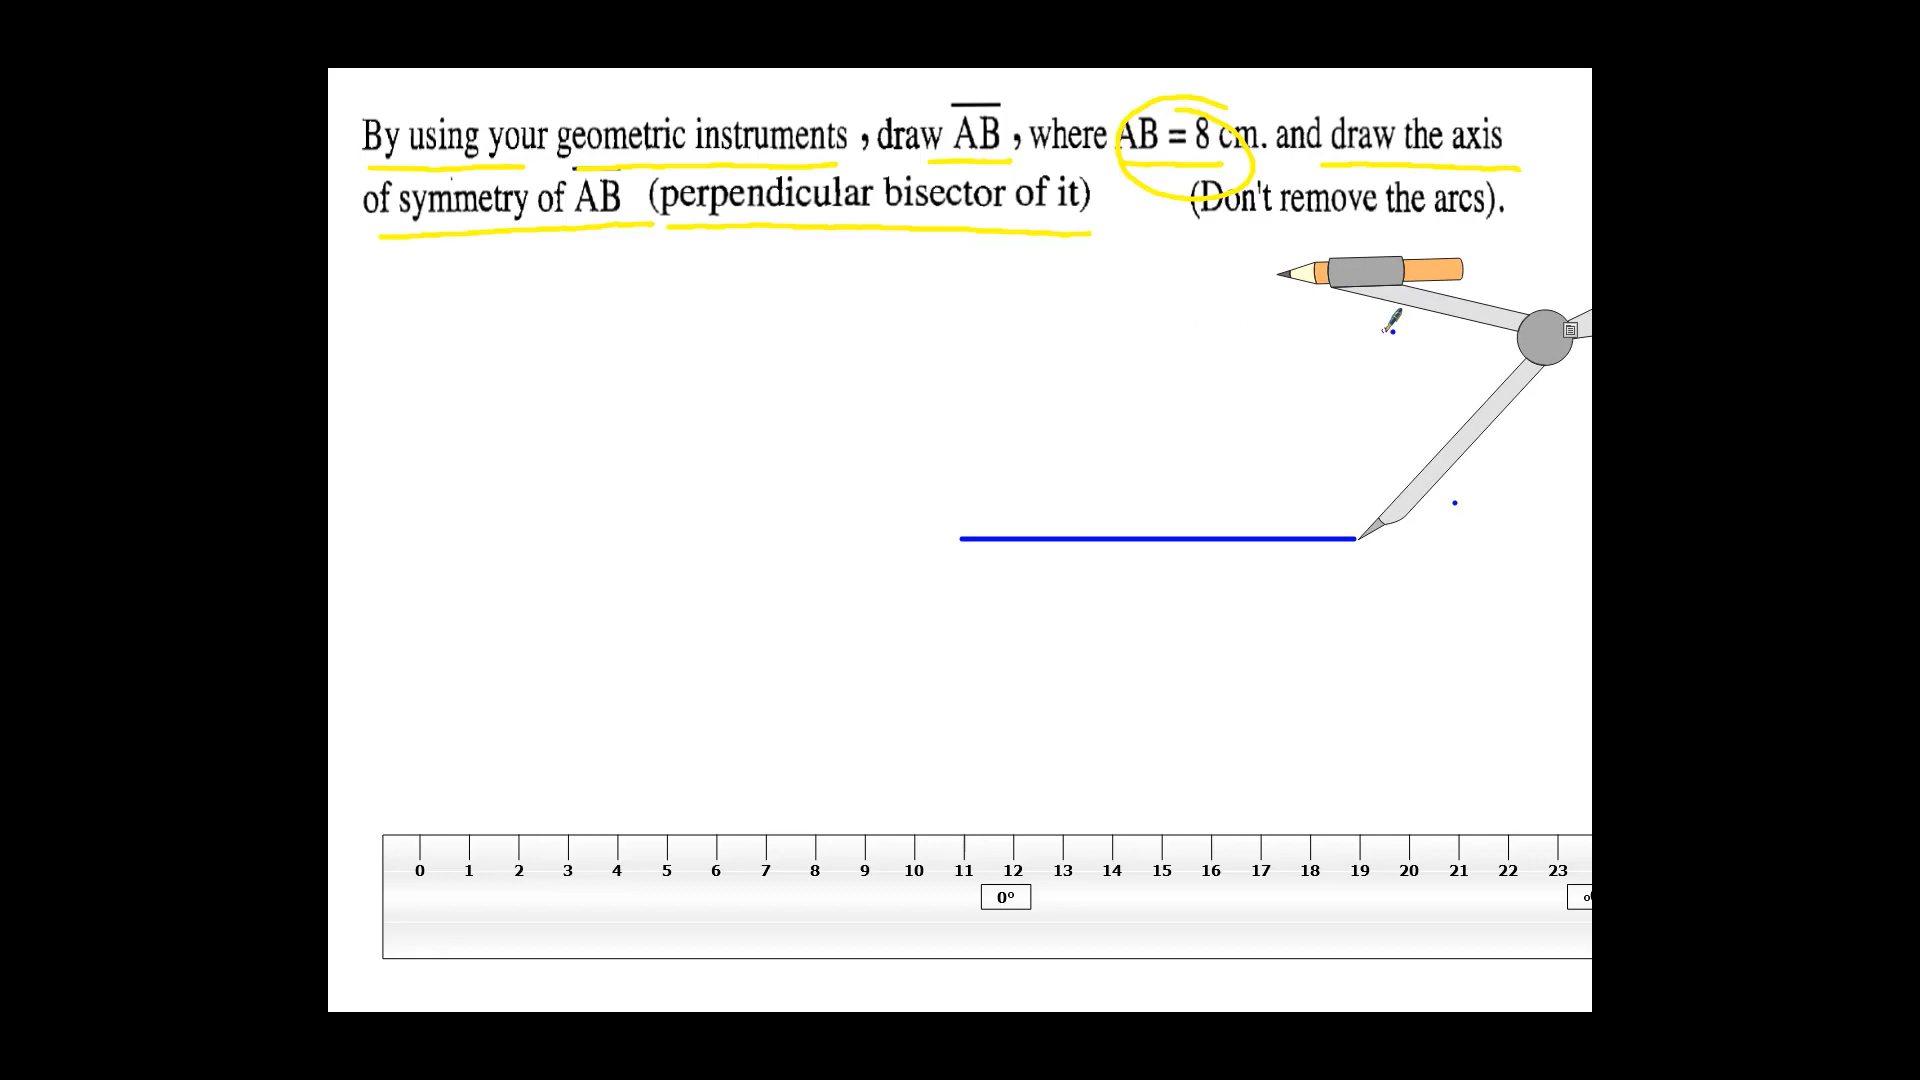 By using your geometric instruments , draw AB , where AB = 8 cm. and draw the axis
of symmetry of AB (perpendicular bisector of it) (Don't remove the arcs).
0 1 2 3 4 5 6 7 8 9 10 11 12 13 14 15 16 17 18 19 20 21 22 23
0º